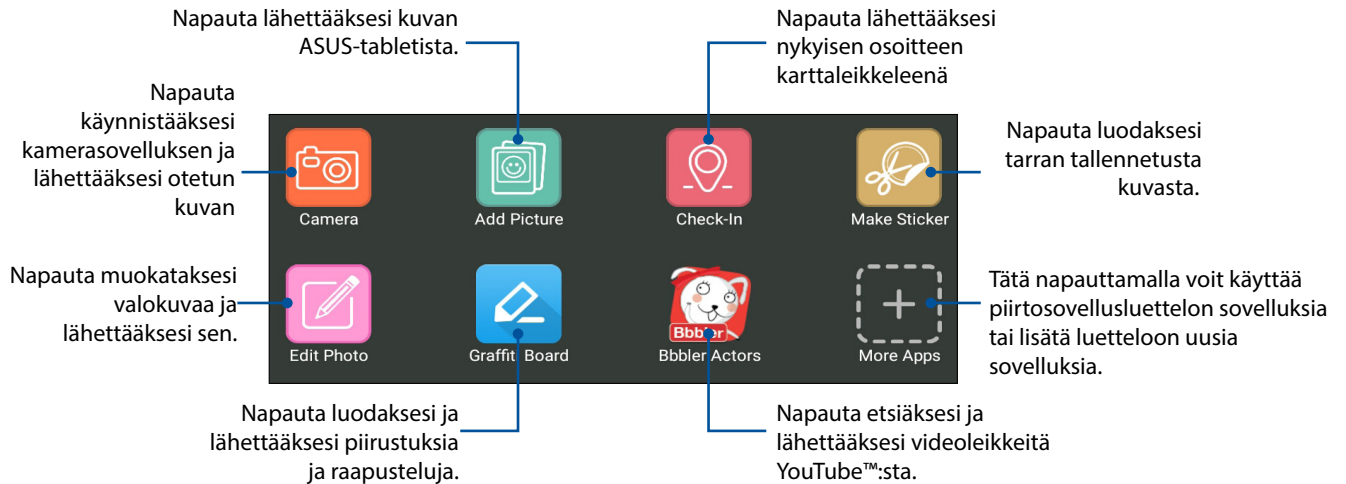 Napauta lähettääksesi kuvan
ASUS-tabletista.
Napauta lähettääksesi
nykyisen osoitteen
karttaleikkeleenä
Napauta
käynnistääksesi
kamerasovelluksen ja
lähettääksesi otetun
kuvan
Napauta luodaksesi
tarran tallennetusta
kuvasta.
Camera
Add Picture
Check-In
Make Sticker
Napauta muokataksesi
valokuvaa ja
lähettääksesi sen.
Bbbler
Edit Photo
Graffiti Board
Bbbler Actors
More Apps
Tätä napauttamalla voit käyttää
piirtosovellusluettelon sovelluksia
tai lisätä luetteloon uusia
sovelluksia.
Napauta luodaksesi ja
lähettääksesi piirustuksia
ja raapusteluja.
Napauta etsiäksesi ja
lähettääksesi videoleikkeitä
YouTube™:sta.